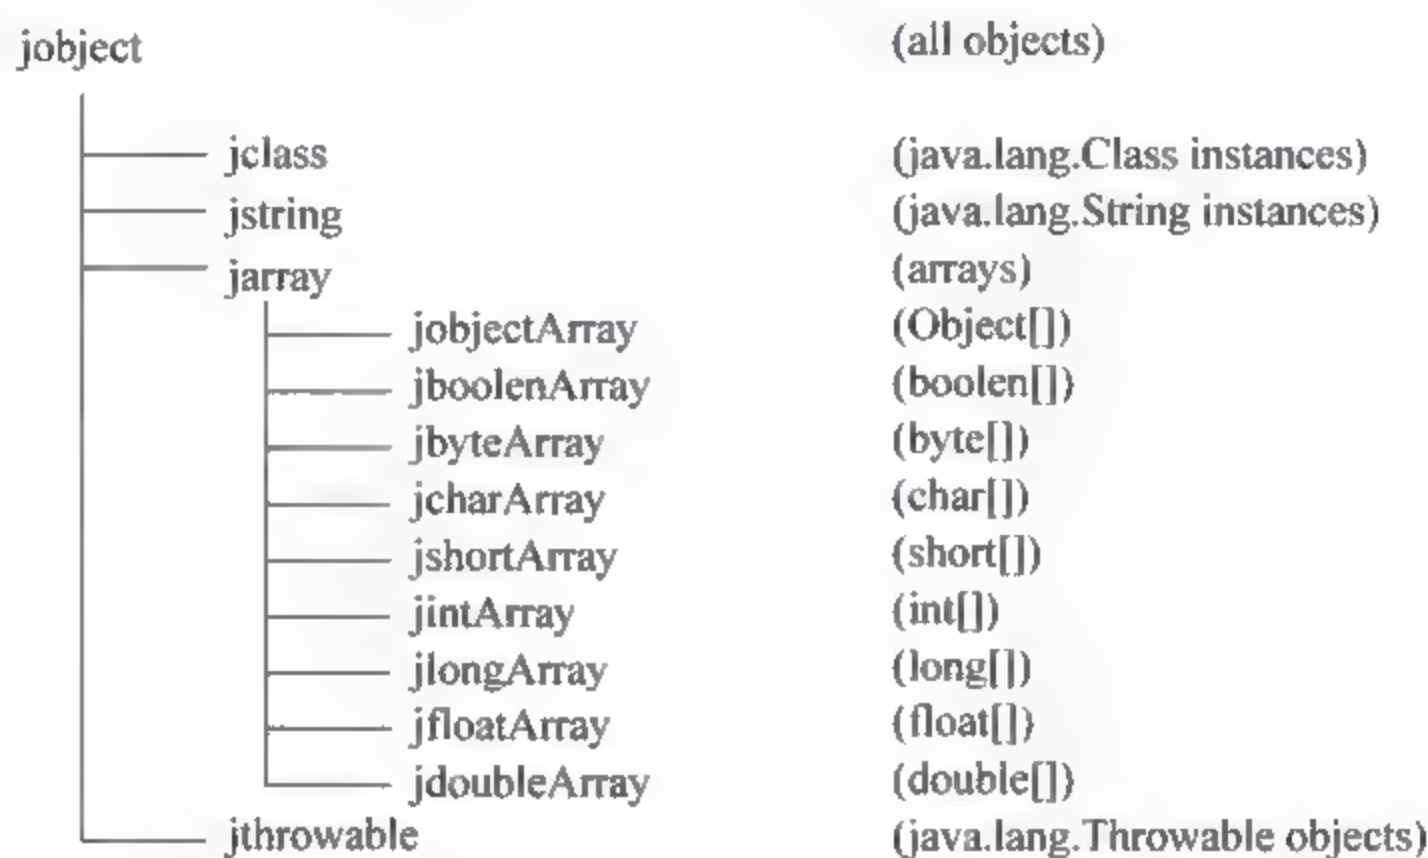 jobject (all objects)
jclass (java.lang.Class instances)
jstring (java.lang.String instances)
jarray (arrays)
jobjectArray (Object[])
jboolenArray (boolen[])
jbyteArray (byte[])
jcharArray (char[])
jshortArray (short[])
jintArray (int[])
jlongArray (long[])
jfloatArray (float[])
jdoubleArray (double[])
jthrowable (java.lang.Throwable objects)